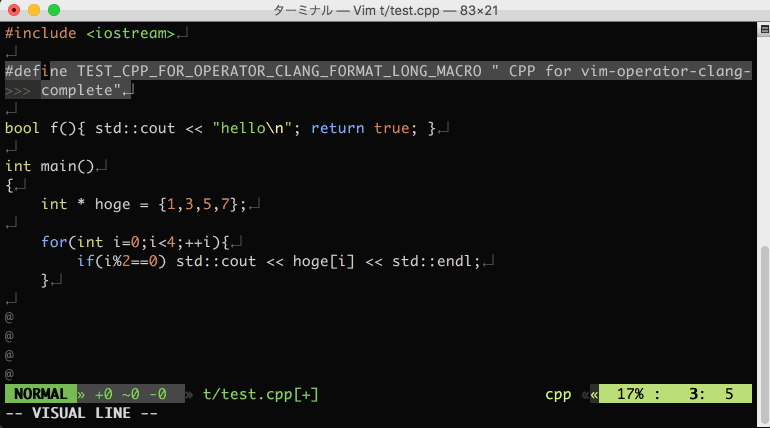 ターミナル — Vim t/test.cpp — 83×21
#include <iostream>↵
↵
#define TEST_CPP_FOR_OPERATOR_CLANG_FORMAT_LONG_MACRO " CPP for vim-operator-clang-
>>> complete"↵
↵
bool f(){ std::cout << "hello\n"; return true; }↵
↵
int main()↵
{↵
    int * hoge = {1,3,5,7};↵
↵
    for(int i=0;i<4;++i){↵
        if(i%2==0) std::cout << hoge[i] << std::endl;↵
    }↵
↵
@
@
@
@
NORMAL » +0 ~0 -0 » t/test.cpp[+] cpp «« 17% : 3: 5
-- VISUAL LINE --